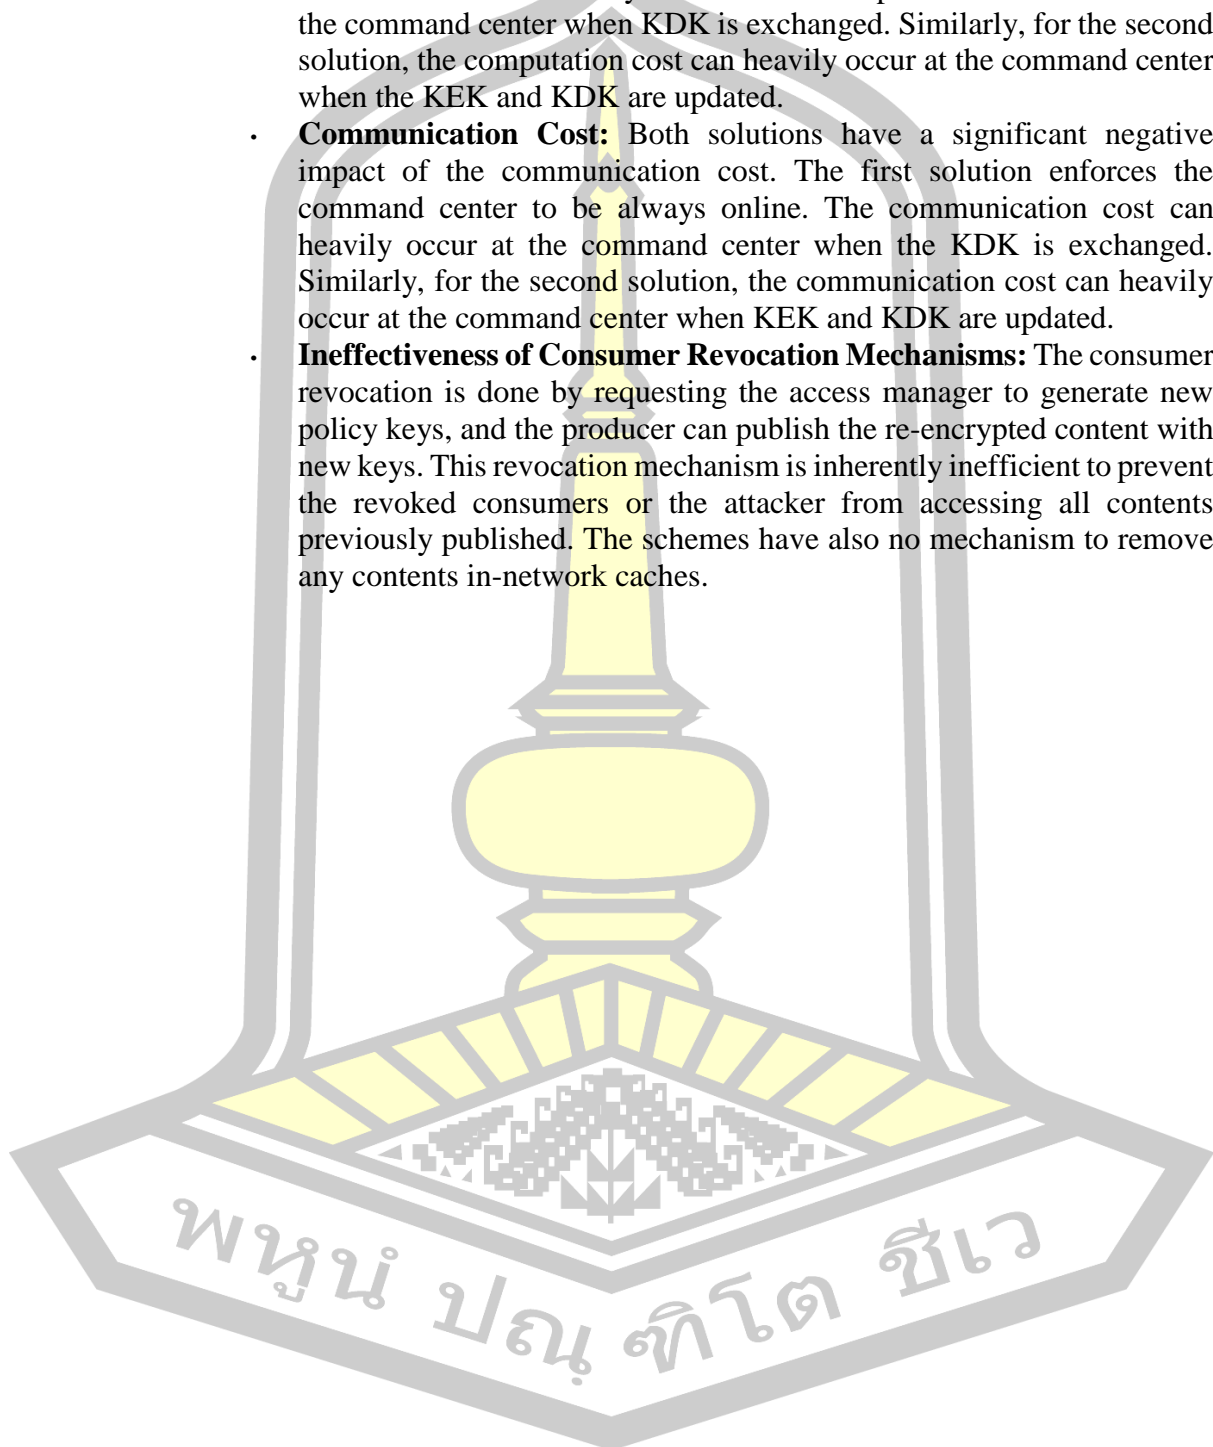 the command center when KDK is exchanged. Similarly, for the second
solution, the computation cost can heavily occur at the command center
when the KEK and KDK are updated.
• Communication Cost: Both solutions have a significant negative
impact of the communication cost. The first solution enforces the
command center to be always online. The communication cost can
heavily occur at the command center when the KDK is exchanged.
Similarly, for the second solution, the communication cost can heavily
occur at the command center when KEK and KDK are updated.
• Ineffectiveness of Consumer Revocation Mechanisms: The consumer
revocation is done by requesting the access manager to generate new
policy keys, and the producer can publish the re-encrypted content with
new keys. This revocation mechanism is inherently inefficient to prevent
the revoked consumers or the attacker from accessing all contents
previously published. The schemes have also no mechanism to remove
any contents in-network caches.
พหูนํ ปณฺฑิโต ชีเว